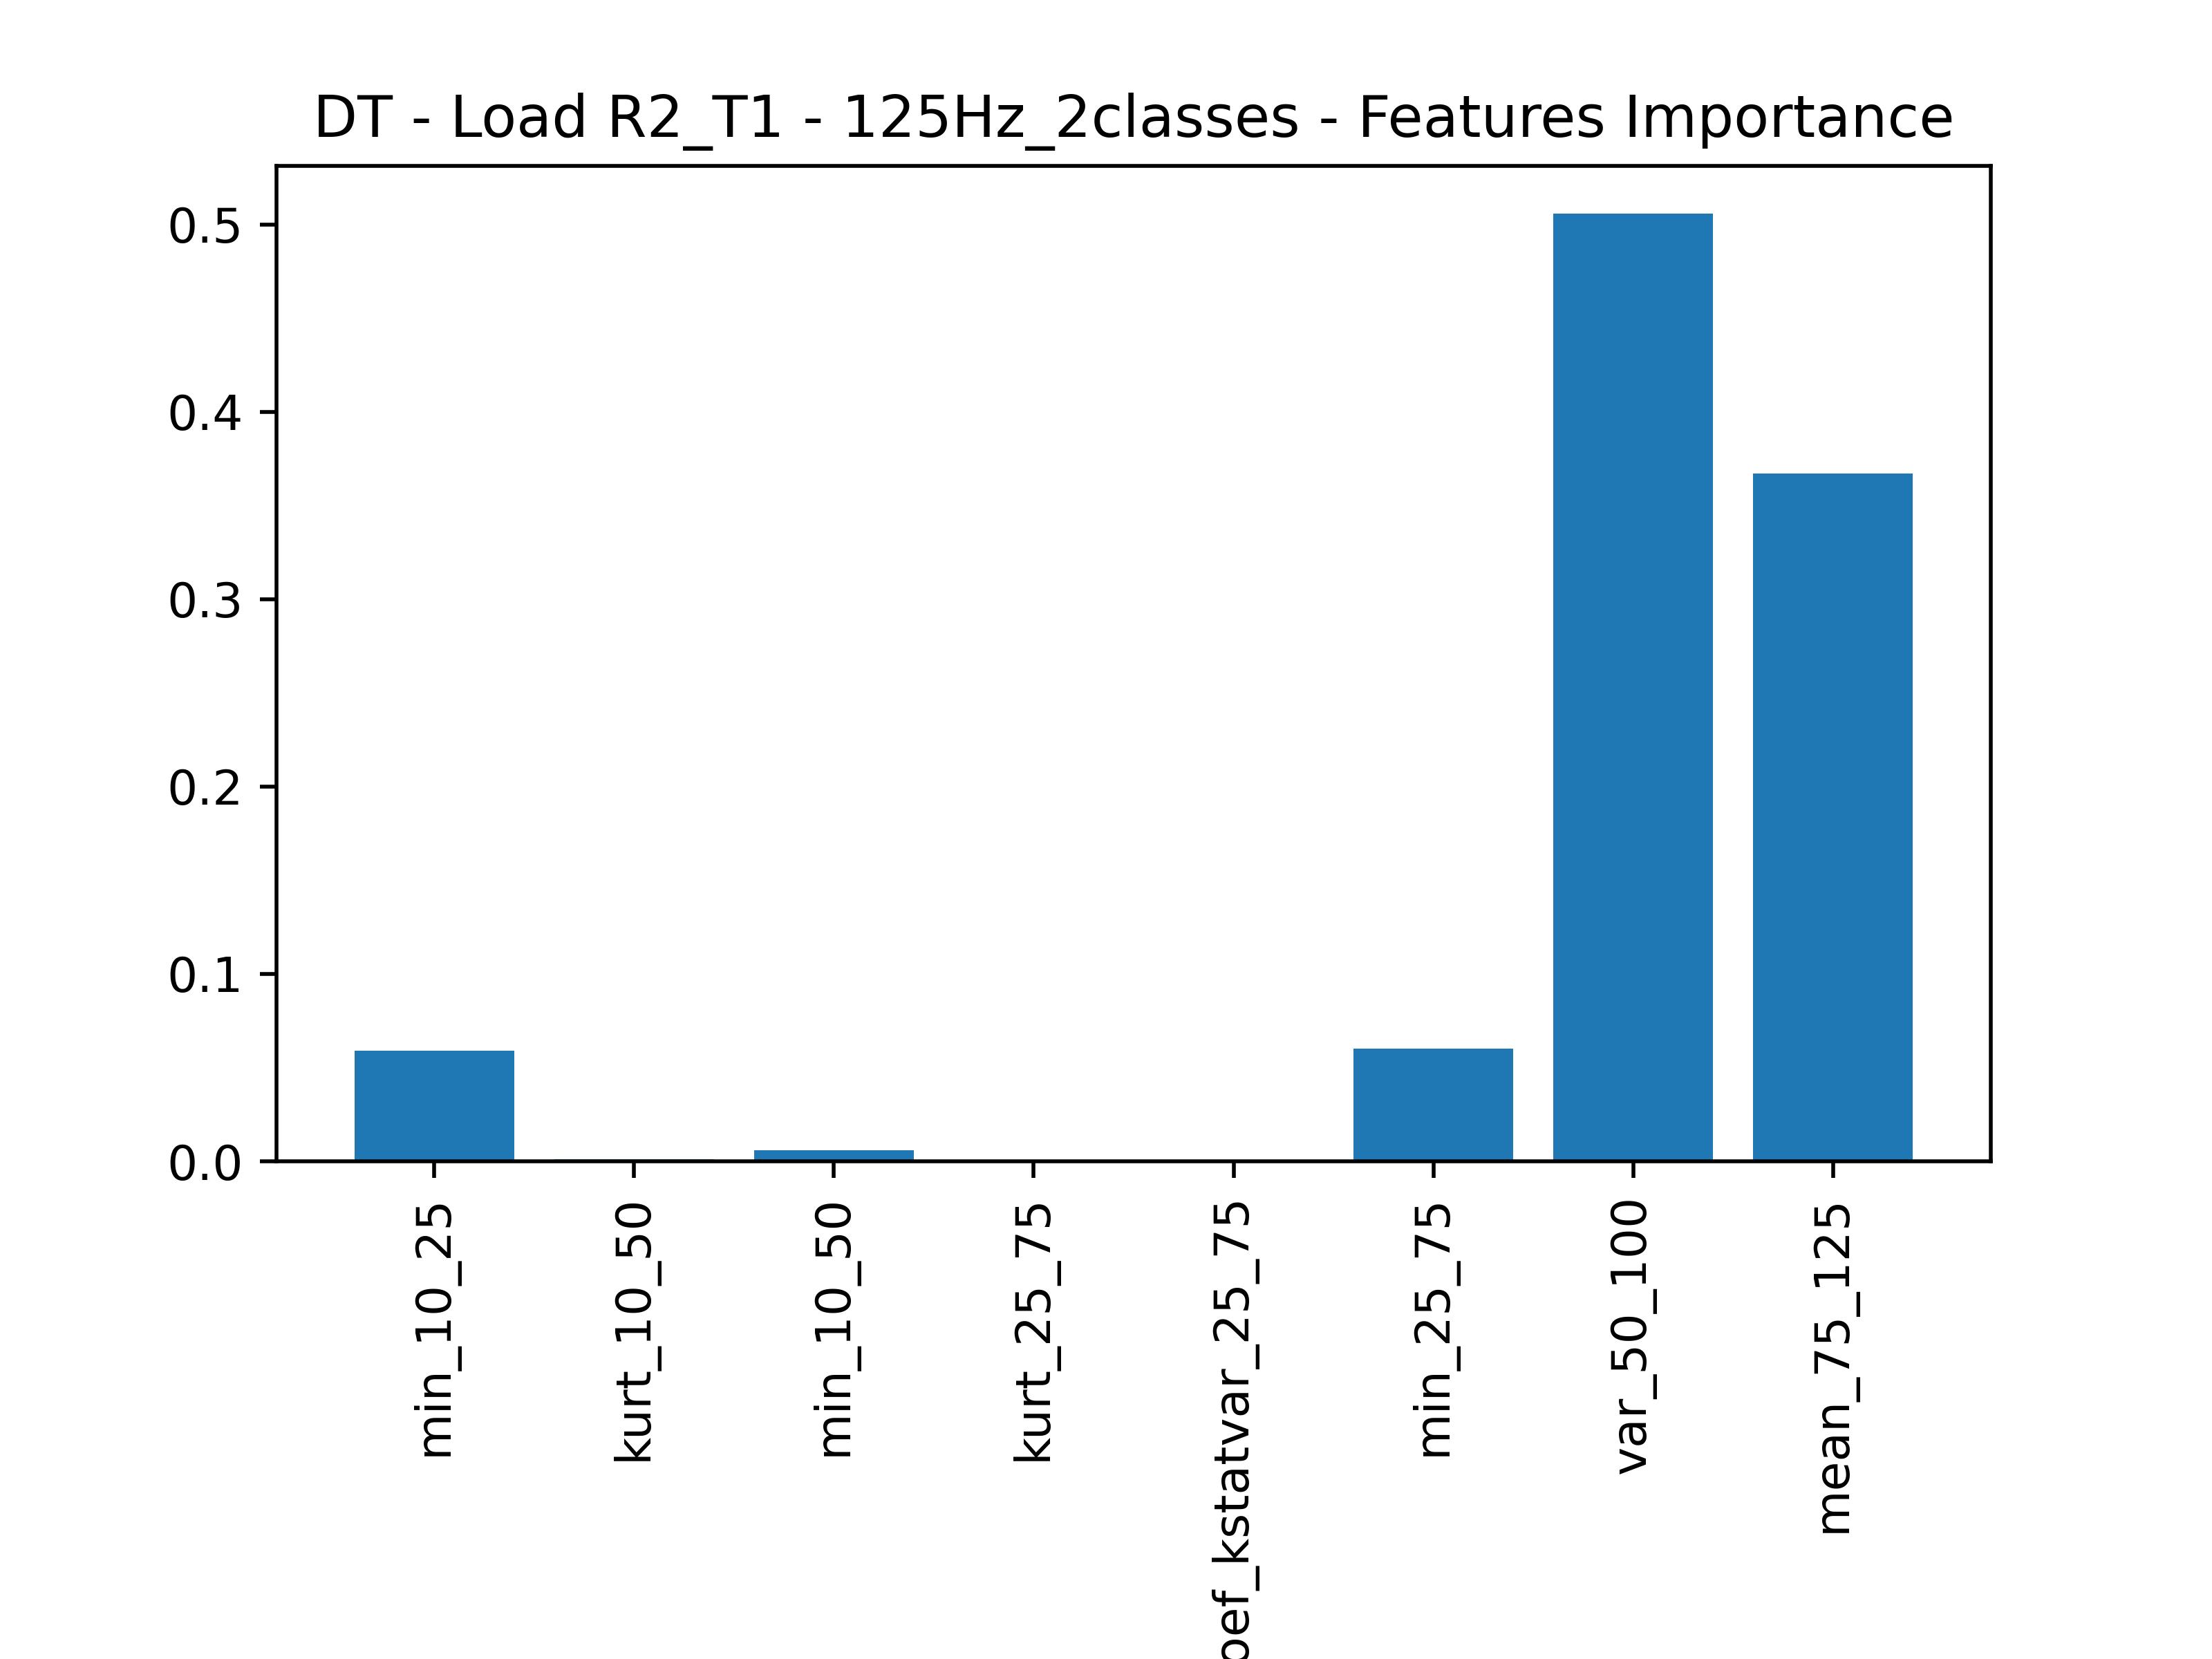 DT - Load R2_T1 - 125Hz_2classes - Features Importance
0.5
0.4
0.3
0.2
0.1
0.0
min_10_25
kurt_10_50
min_10_50
kurt_25_75
oef_kstatvar_25_75
min_25_75
var_50_100
mean_75_125